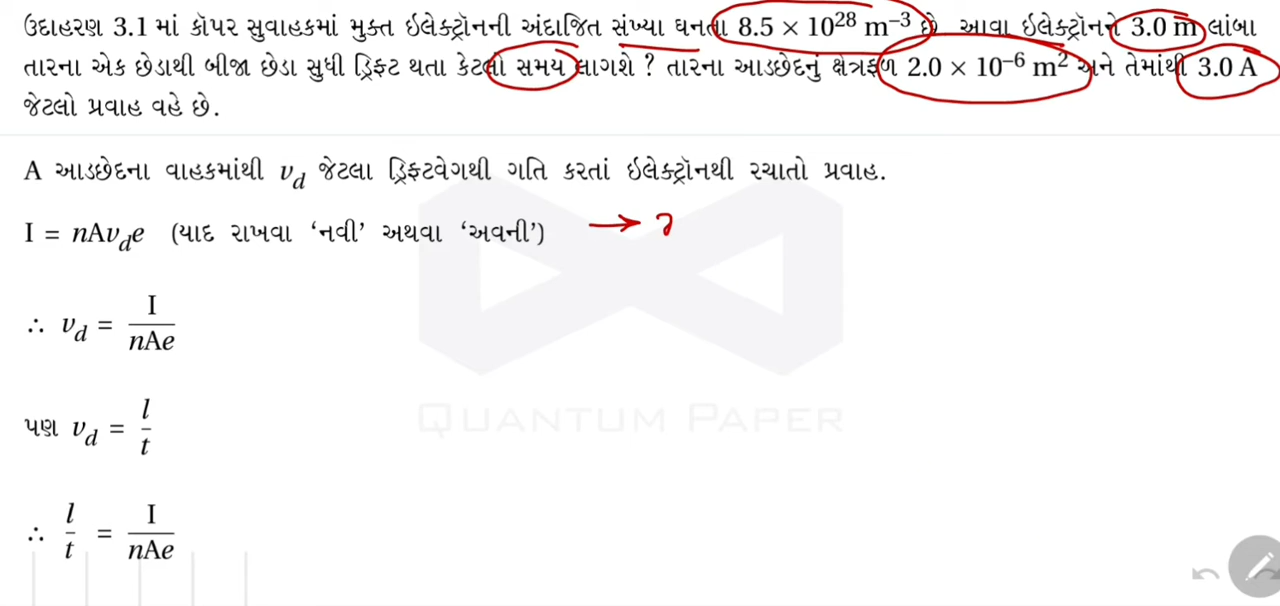 ઉદાહરણ 3.1 માં કૉપર સુવાહકમાં મુક્ત ઇલેક્ટ્રૉનની અંદાજિત સંખ્યા ઘનતા 8.5 × 10²⁸ m⁻³ છે. આવા ઇલેક્ટ્રૉનને 3.0 m લાંબા
તારના એક છેડાથી બીજા છેડા સુધી ડ્રિફ્ટ થતા કેટલો સમય લાગશે ? તારના આડછેદનું ક્ષેત્રફળ 2.0 × 10⁻⁶ m² અને તેમાંથી 3.0 A
જેટલો પ્રવાહ વહે છે.
A આડછેદના વાહકમાંથી v_d જેટલા ડ્રિફ્ટવેગથી ગતિ કરતાં ઇલેક્ટ્રૉનથી રચાતો પ્રવાહ.
I = nAv_de (યાદ રાખવા ‘નવી’ અથવા ‘અવની’) →
∴ v_d = I / nAe
પણ v_d = l / t
∴ l / t = I / nAe
QUANTUM PAPER